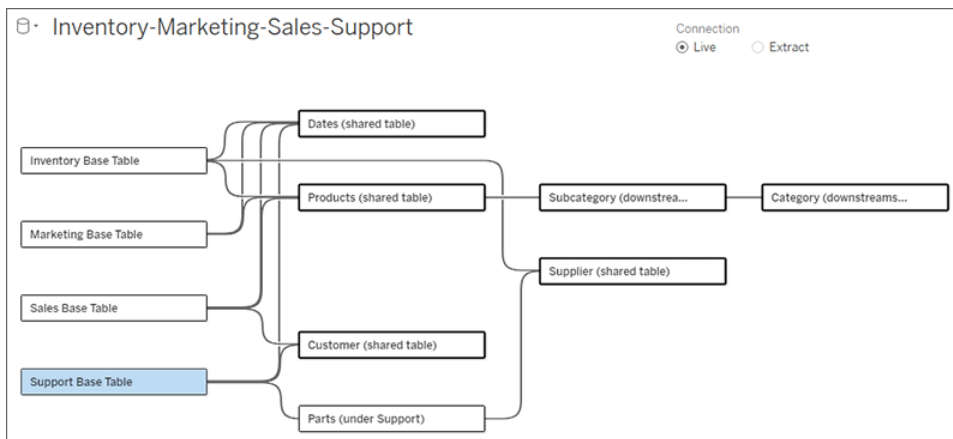 Inventory-Marketing-Sales-Support
Connection
Live
Extract
Dates (shared table)
Inventory Base Table
Products (shared table)
Subcategory (downstrea...
Category (downstreams...
Marketing Base Table
Supplier (shared table)
Sales Base Table
Customer (shared table)
Support Base Table
Parts (under Support)